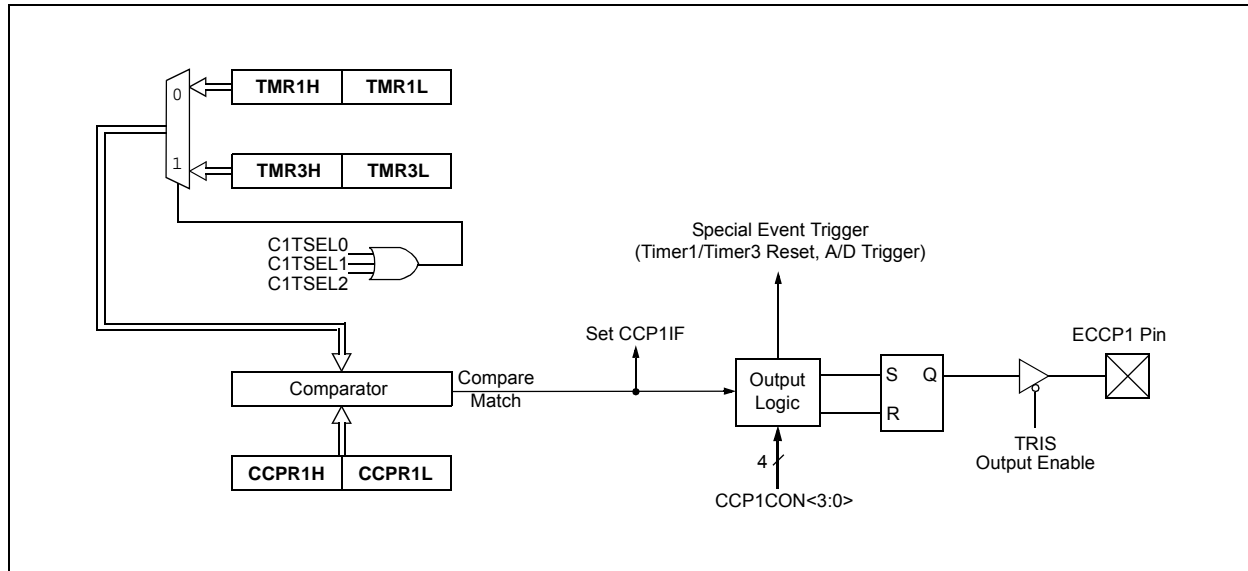 TMR1H TMR1L
0
1
TMR3H TMR3L
C1TSEL0
C1TSEL1
C1TSEL2
Special Event Trigger
(Timer1/Timer3 Reset, A/D Trigger)
Set CCP1IF
ECCP1 Pin
Comparator
Compare
Match
Output
Logic
S Q
R
TRIS
Output Enable
4
CCPR1H CCPR1L
CCP1CON<3:0>